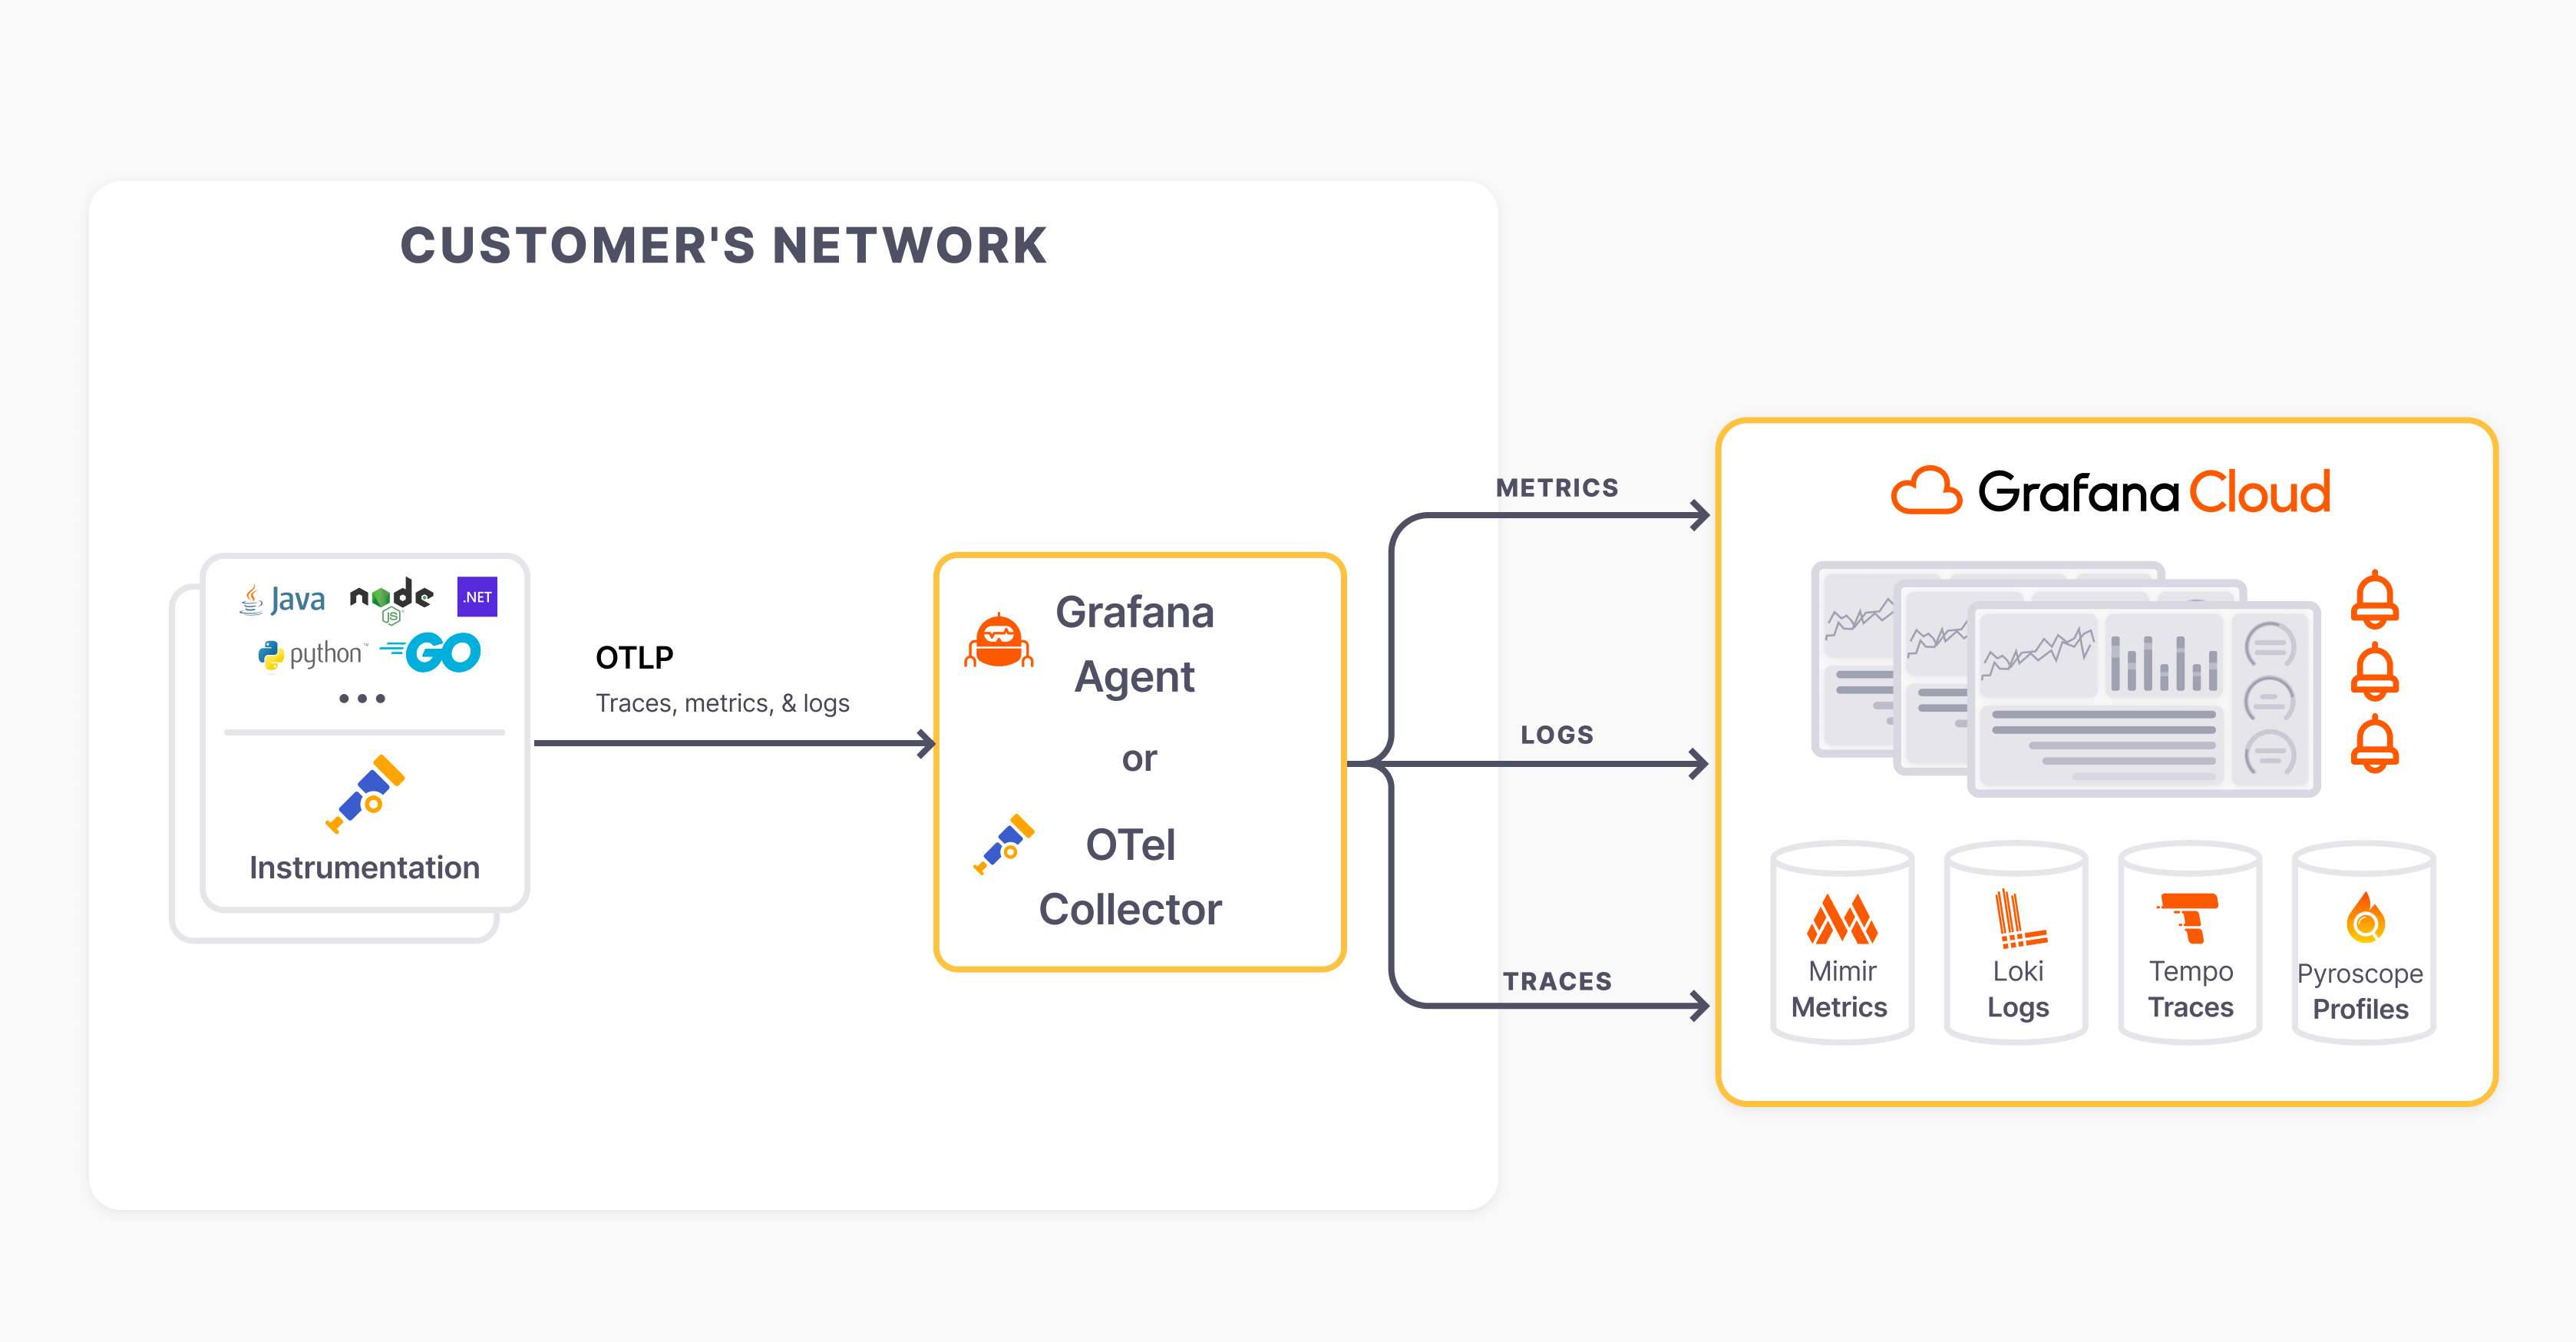 CUSTOMER'S NETWORK
Java
node
JS
.NET
python™
GO
Instrumentation
OTLP
Traces, metrics, & logs
Grafana
Agent
or
OTel
Collector
METRICS
LOGS
TRACES
Grafana Cloud
Mimir
Metrics
Loki
Logs
Tempo
Traces
Pyroscope
Profiles